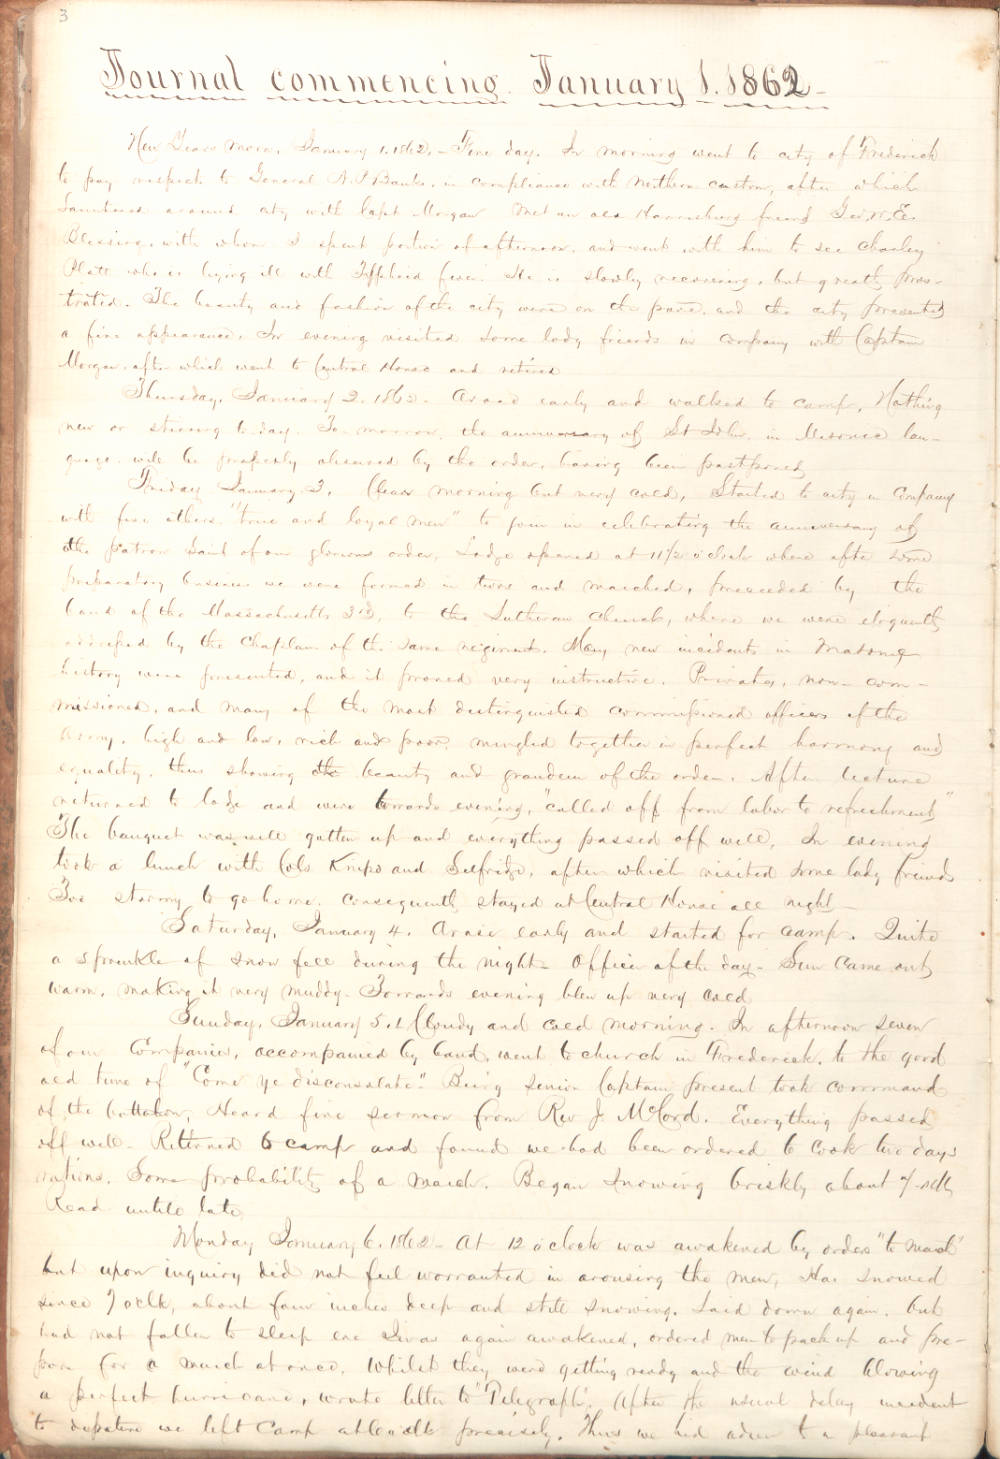 3
Journal commencing January 1. 1862 -
New Years Morn, January 1. 1862. - Fine day. In morning went to city of Frederick
to pay respects to General N. P. Banks, in compliance with Northern custom, after which
Sauntered around city with Capt Morgan Met an old Harrisburg friend Geo. W. E.
Blessing, with whom I spent portion of afternoon, and went with him to see Charley
Platt who is lying ill with Typhoid fever. He is slowly recovering, but greatly pros-
trated. The beauty and fashion of the city were on the pave, and the city presented
a fine appearance. In evening visited some lady friends in company with Captain
Morgan, after which went to Central House and retired
Thursday, January 2. 1862 - Arose early and walked to camp. Nothing
new or stirring to day. To-morrow, the anniversary of St John, in Masonic lan-
guage, will be properly observed by the order, having been postponed
Friday January 3. Clear morning but very cold, Started to city in company
with five others, "true and loyal men" to join in celebrating the anniversary of
the patron Saint of our glorious order, Lodge opened at 11 1/2 o'clock where after some
preparatory business we were formed in twos and marched, preceeded by the
band of the Massachusetts to the Lutheran Church, where we were eloquently
addressed by the Chaplain of the same regiment. Many new incidents in Masonic
history were presented, and it proved very instructive. Privates, non-com-
missioned, and many of the most distinguished commissioned officers of the
Army, high and low, rich and poor, mingled together in perfect harmony and
equality, thus showing the beauty and grandeur of the order. After lecture
returned to lodge and were towards evening, "called off from labor to refreshment"
The banquet was well gotten up and everything passed off well, In evening
took a lunch with Cols Knipe and Selfridge, after which visited some lady friends
Too stormy to go home, consequently stayed at Central House all night -
Saturday, January 4. Arose early and started for camp. Quite
a sprinkle of snow fell during the night - Officer of the day - Sun came out
warm, making it very muddy - Torwards evening blew up very cold
Sunday, January 5. Cloudy and cold morning. In afternoon seven
of our Companies, accompanied by band, went to church in Frederick, to the good
old tune of "Come Ye disconsolate". Being senior Captain present took command
of the battalion, Heard fine sermon from Rev J. McCord. Everything passed
off well - Returned to camp and found we had been ordered to cook two days
rations. Some probability of a march. Began snowing briskly about 7 oclk
Read untill late
Monday January 6. 1862 - At 12 o'clock was awakened by orders "to march"
but upon inquiry did not feel warranted in arousing the men, Has snowed
since 7 oclk, about four inches deep and still snowing. Laid down again, but
had not fallen to sleep ere I was again awakened, ordered men to pack up and pre-
pare for a march at once. Whilst they were getting ready and the wind blowing
a perfect hurricane, wrote letter to "Telegraph". After the usual delay incident
to departure we left Camp at 6 o clk precisely. Thus we bid adieu to a pleasant